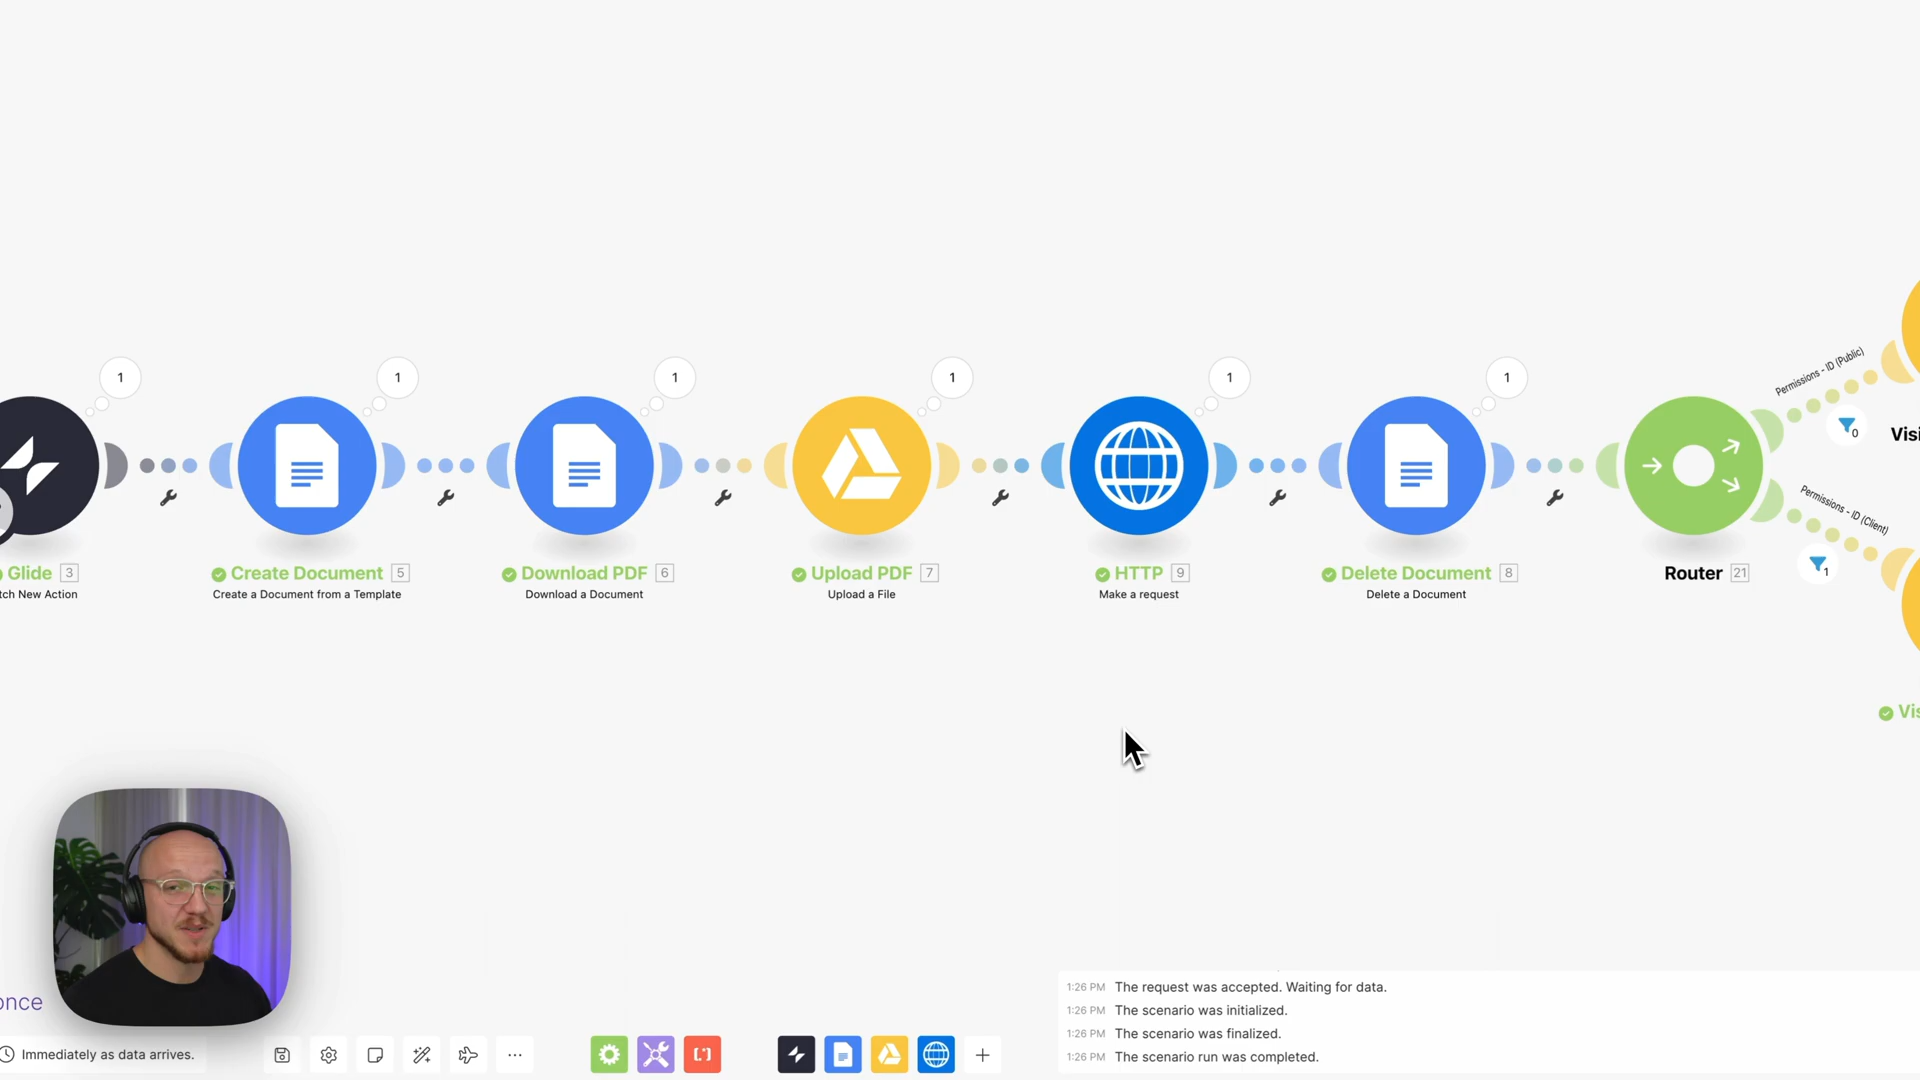 1
1
1
1
1
1
Permissions - ID (Public)
0
Visi
Permissions - ID (Client)
1
Glide 3
tch New Action
Create Document 5
Create a Document from a Template
Download PDF 6
Download a Document
Upload PDF 7
Upload a File
HTTP 9
Make a request
Delete Document 8
Delete a Document
Router 21
Vis
once
1:26 PM The request was accepted. Waiting for data.
1:26 PM The scenario was initialized.
1:26 PM The scenario was finalized.
1:26 PM The scenario run was completed.
Immediately as data arrives.